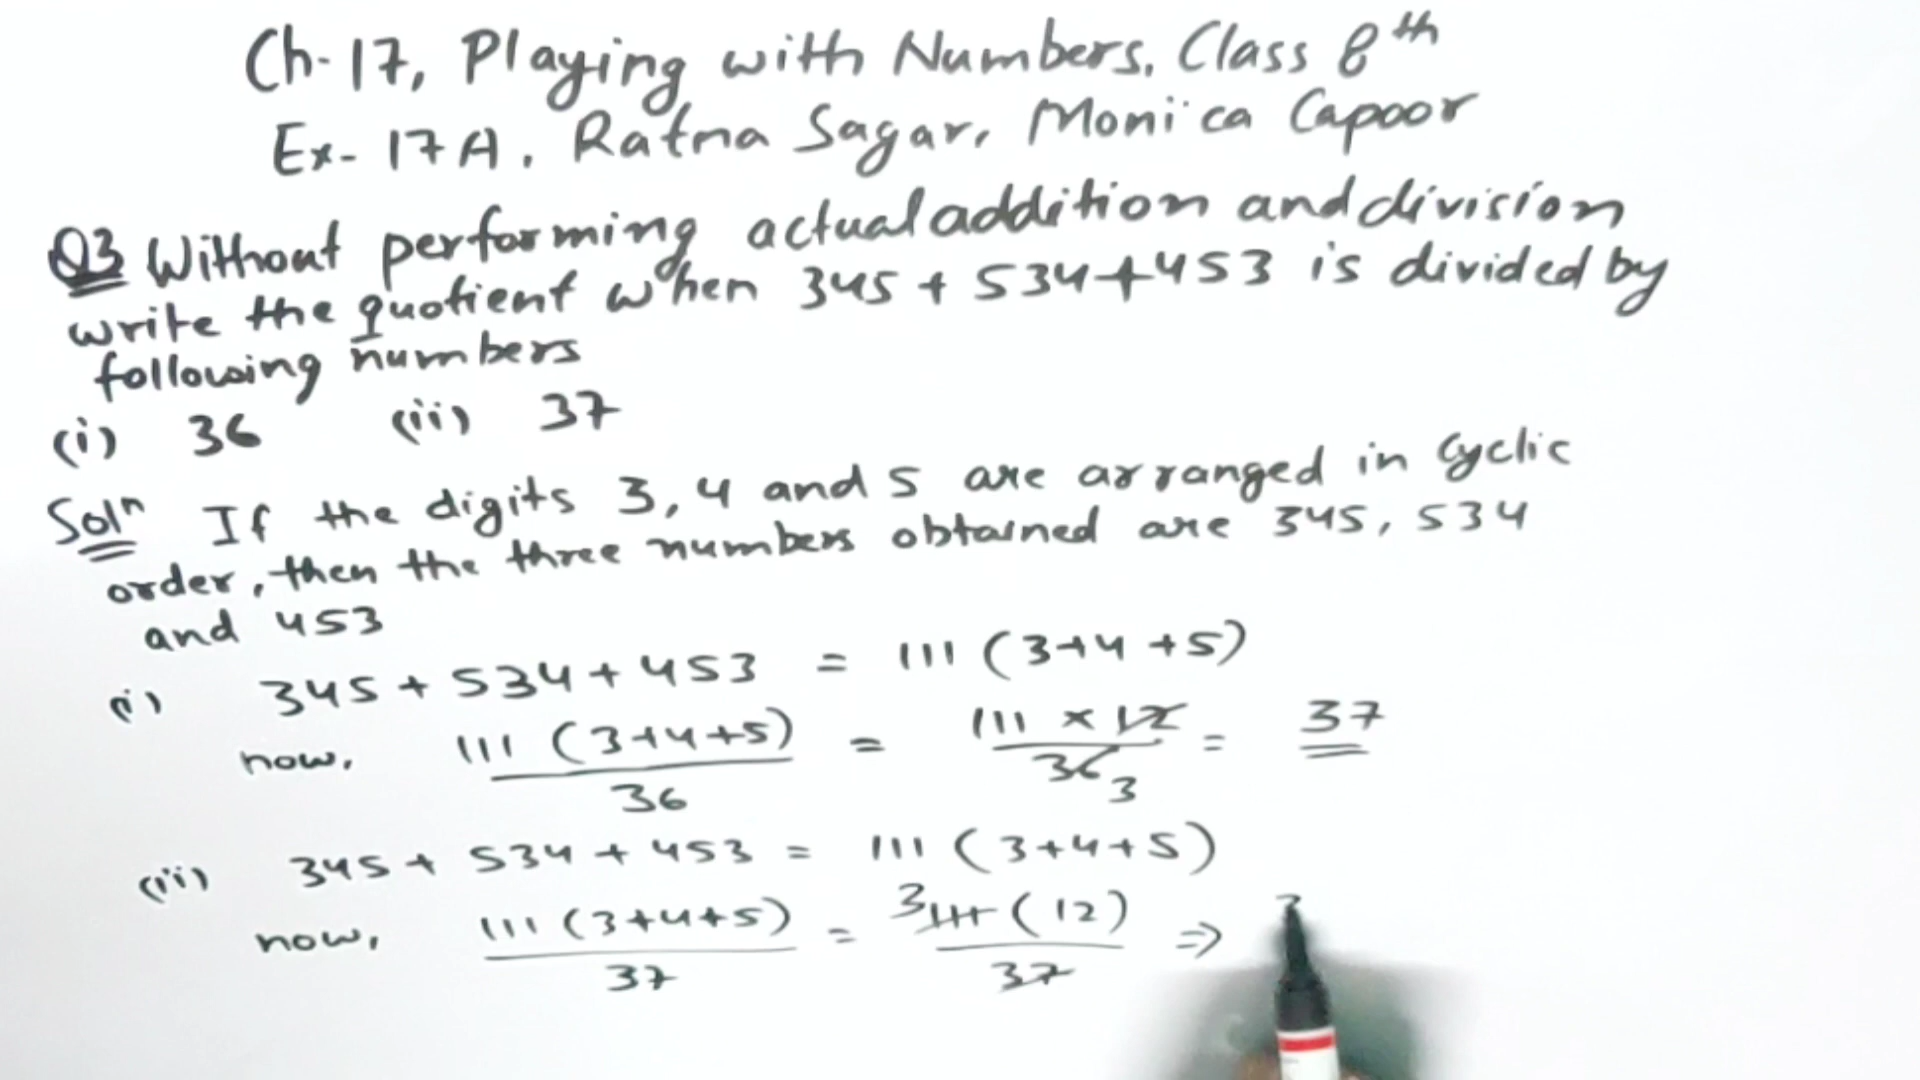 Ch-17, Playing with Numbers, Class 8th
Ex- 17A, Ratna Sagar, Monica Capoor
Q3 Without performing actual addition and division
write the quotient when 345 + 534 + 453 is divided by
following numbers
(i) 36 (ii) 37
Soln If the digits 3, 4 and 5 are arranged in cyclic
order, then the three numbers obtained are 345, 534
and 453
(i) 345 + 534 + 453 = 111 (3+4+5)
now, 111 (3+4+5) / 36 = 111 × 12 / 36 3 = 37
(ii) 345 + 534 + 453 = 111 (3+4+5)
now, 111 (3+4+5) / 37 = 3 111 (12) / 37 ⇒